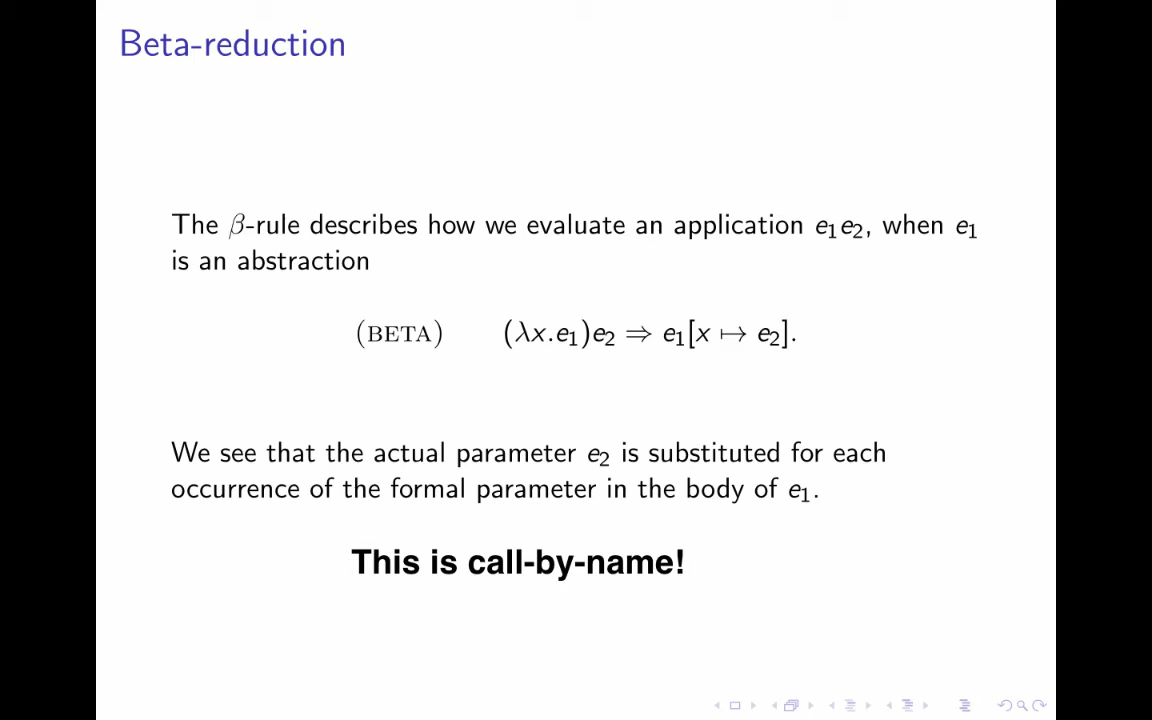 Beta-reduction
The β-rule describes how we evaluate an application e₁e₂, when e₁
is an abstraction
(BETA) (λx.e₁)e₂ ⇒ e₁[x ↦ e₂].
We see that the actual parameter e₂ is substituted for each
occurrence of the formal parameter in the body of e₁.
This is call-by-name!